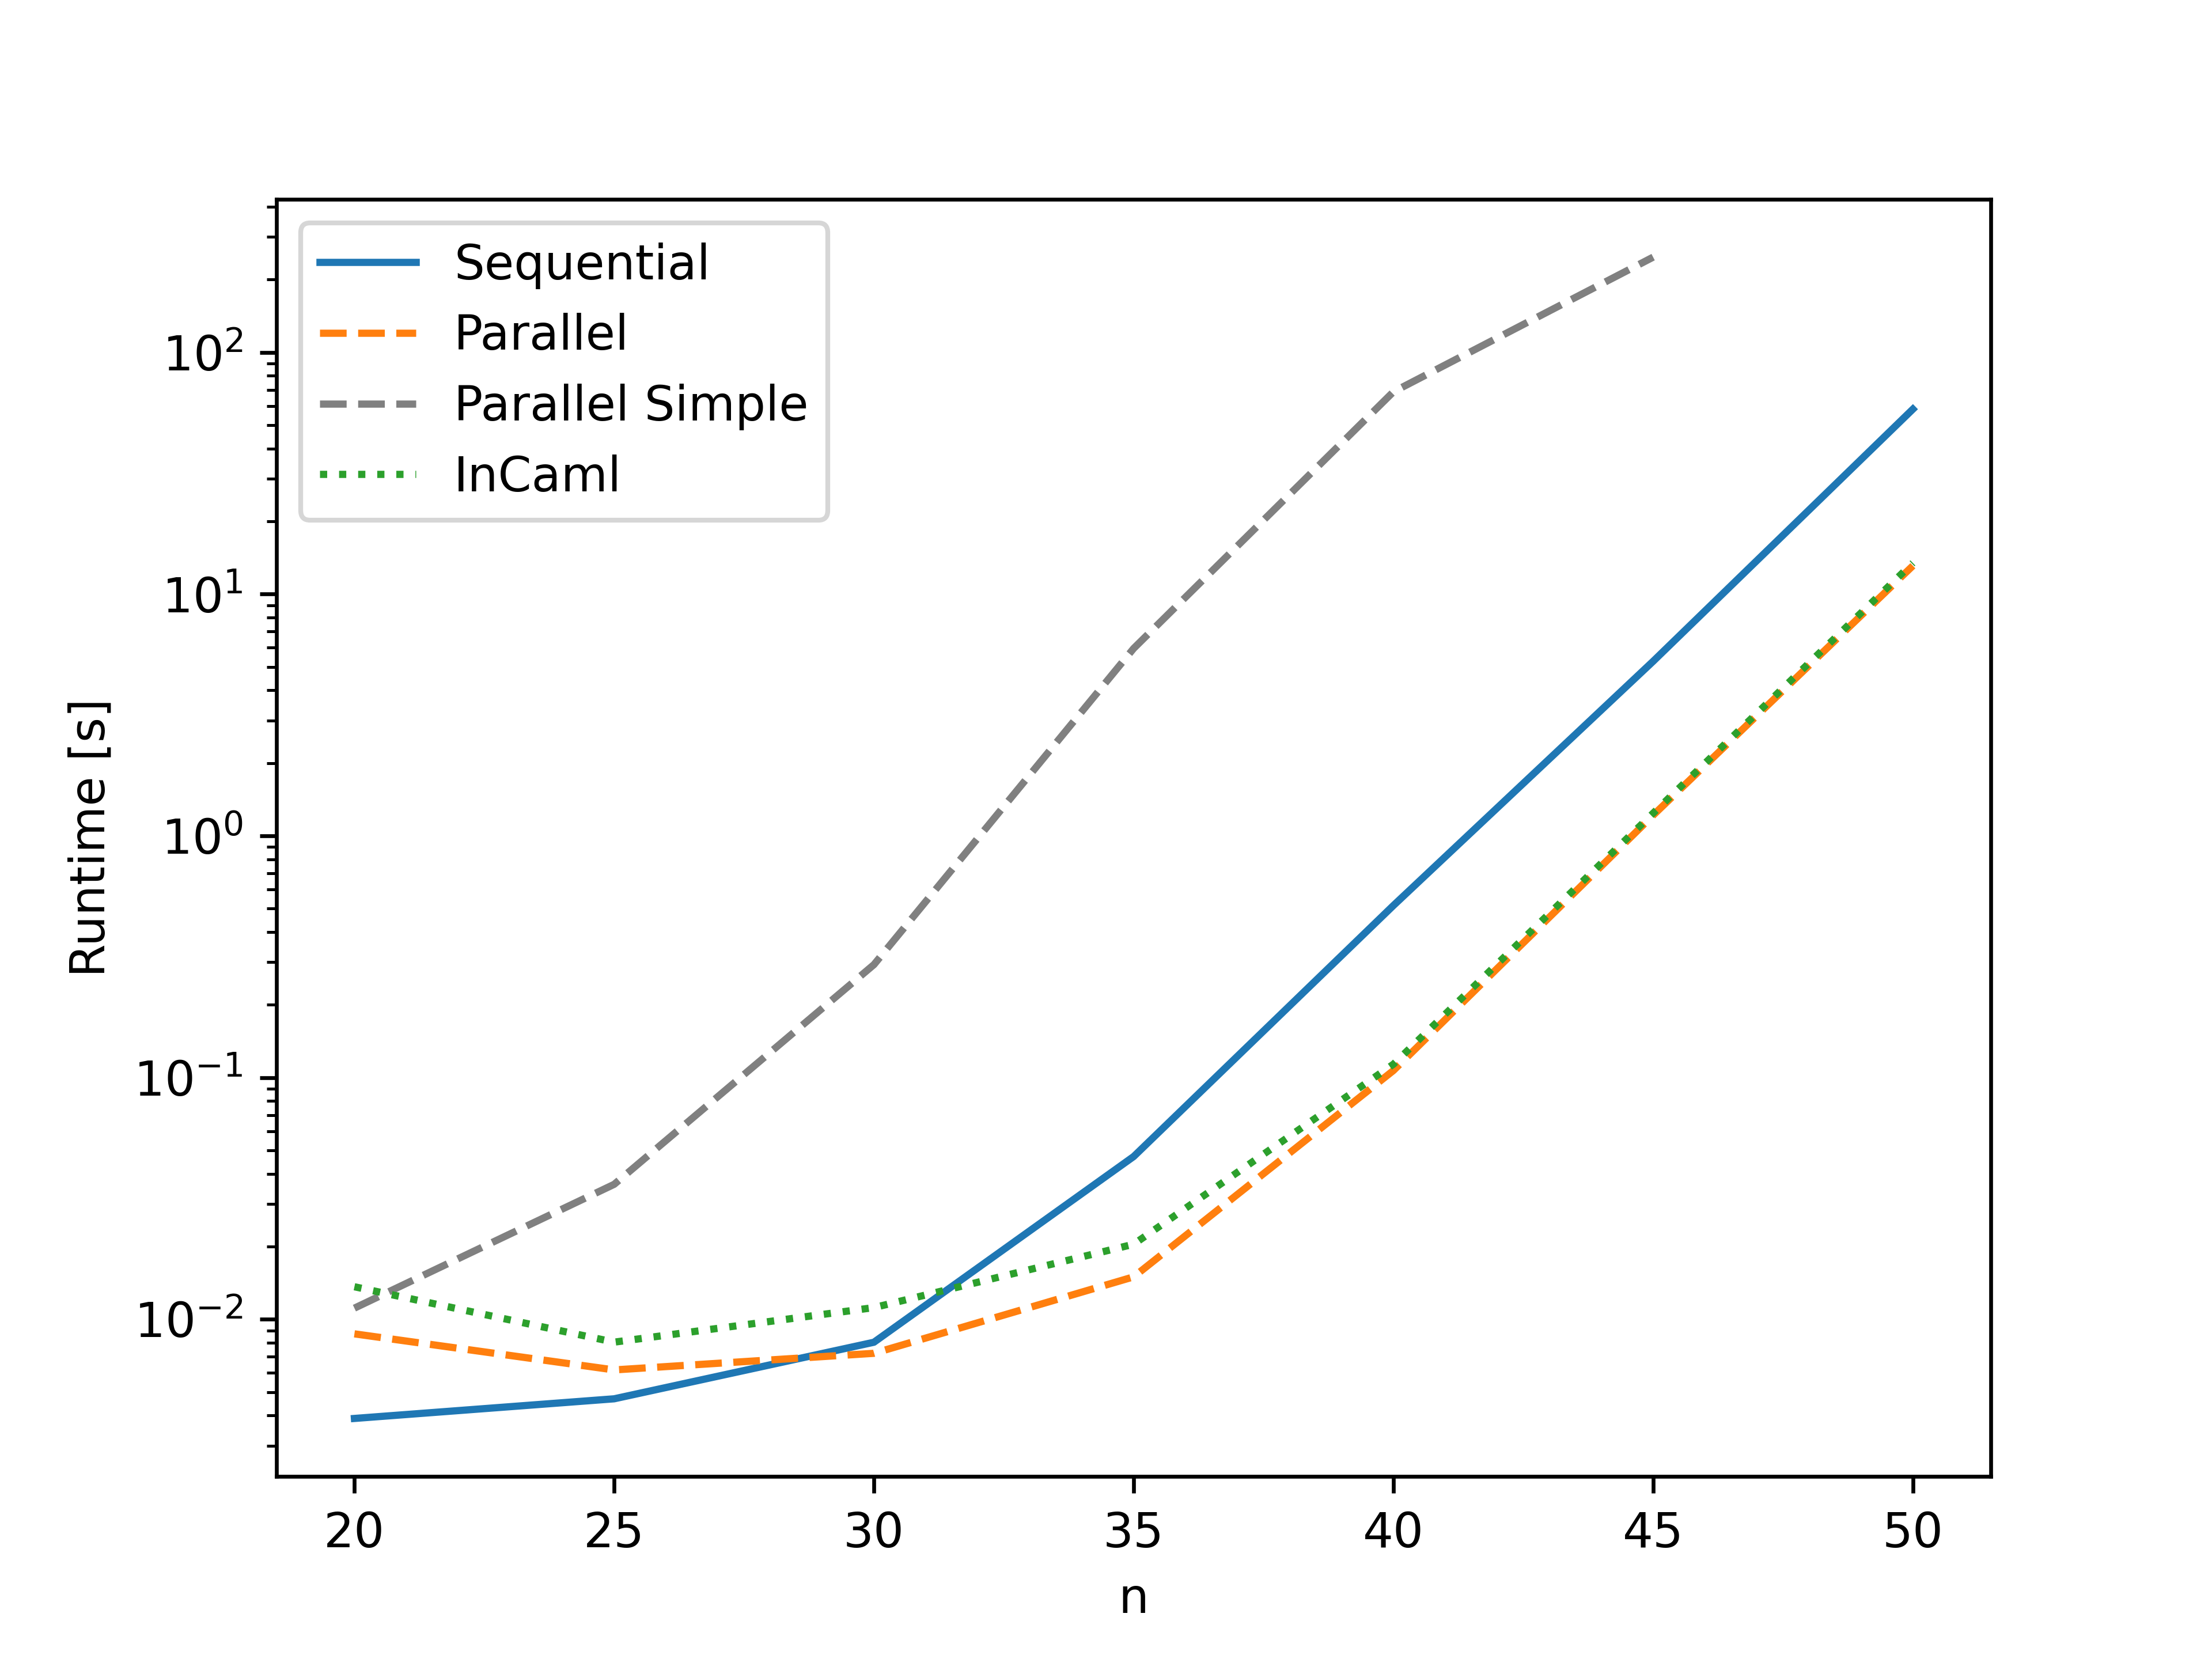 Sequential
Parallel
Parallel Simple
InCaml
10²
10¹
10⁰
10⁻¹
10⁻²
Runtime [s]
20 25 30 35 40 45 50
n